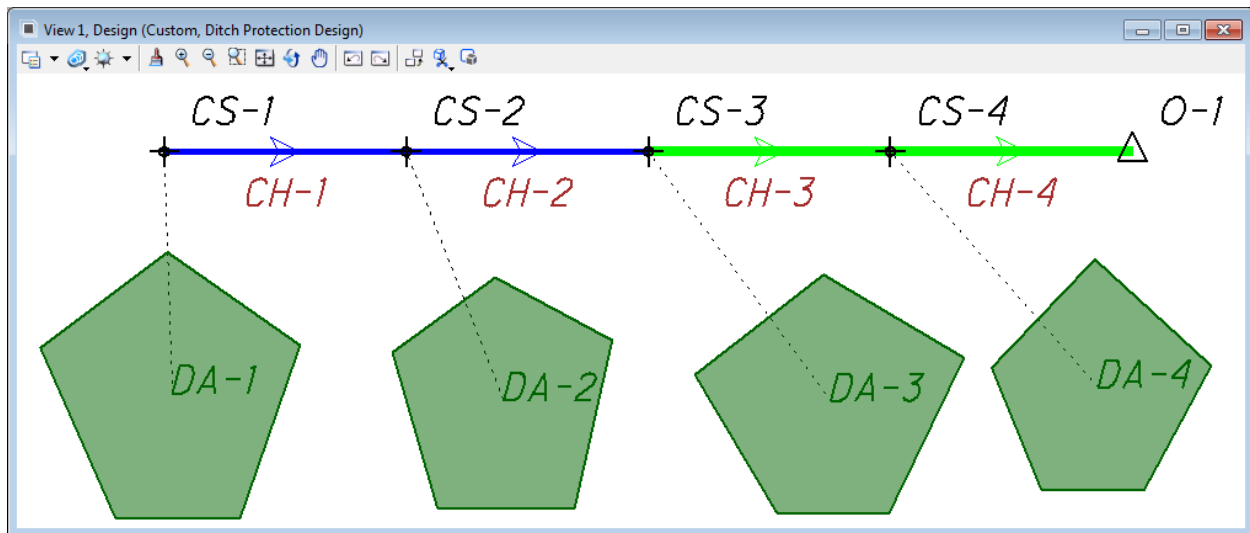 View 1, Design (Custom, Ditch Protection Design)
CS-1 CS-2 CS-3 CS-4 O-1
CH-1 CH-2 CH-3 CH-4
DA-1 DA-2 DA-3 DA-4